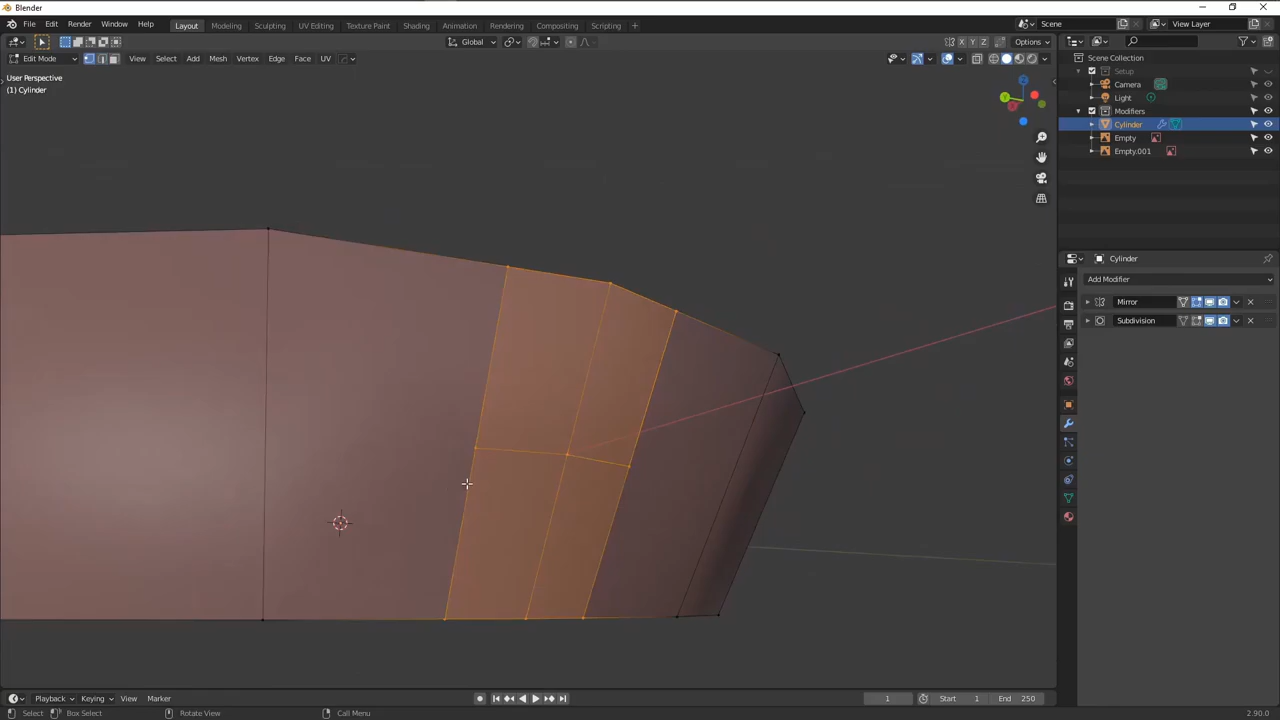 Blender
File Edit Render Window Help Layout Modeling Sculpting UV Editing Texture Paint Shading Animation Rendering Compositing Scripting + Scene View Layer
Global X Y Z Options
Edit Mode View Select Add Mesh Vertex Edge Face UV
User Perspective
(1) Cylinder
Z
Y
Scene Collection
Setup
Camera
Light
Modifiers
Cylinder
Empty
Empty.001
Cylinder
Add Modifier
Mirror
Subdivision
Playback Keying View Marker 1 Start 1 End 250
Select Box Select Rotate View Call Menu 2.90.0